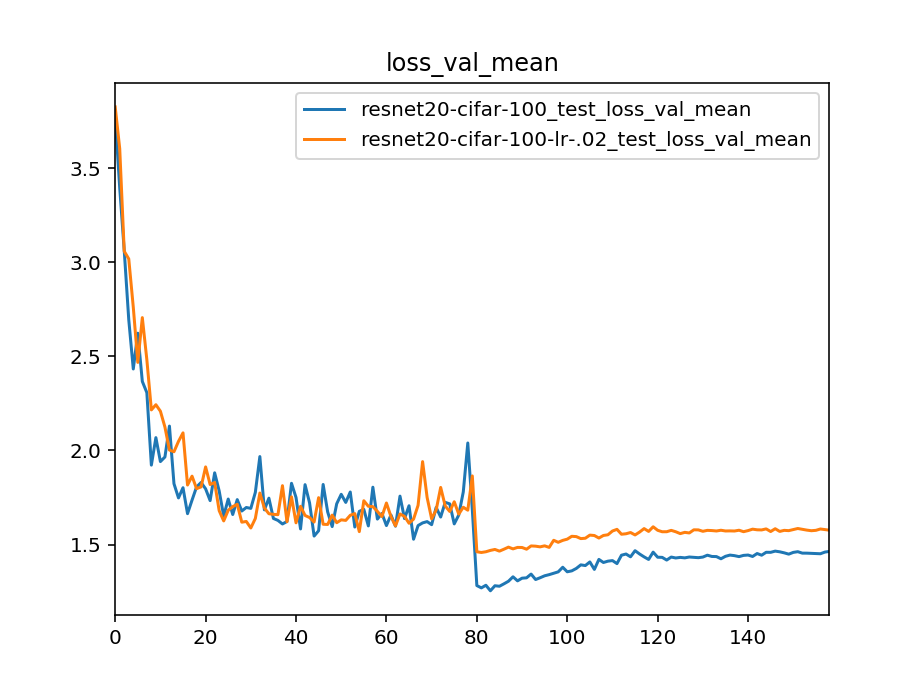 loss_val_mean
resnet20-cifar-100_test_loss_val_mean
resnet20-cifar-100-lr-.02_test_loss_val_mean
3.5
3.0
2.5
2.0
1.5
0 20 40 60 80 100 120 140